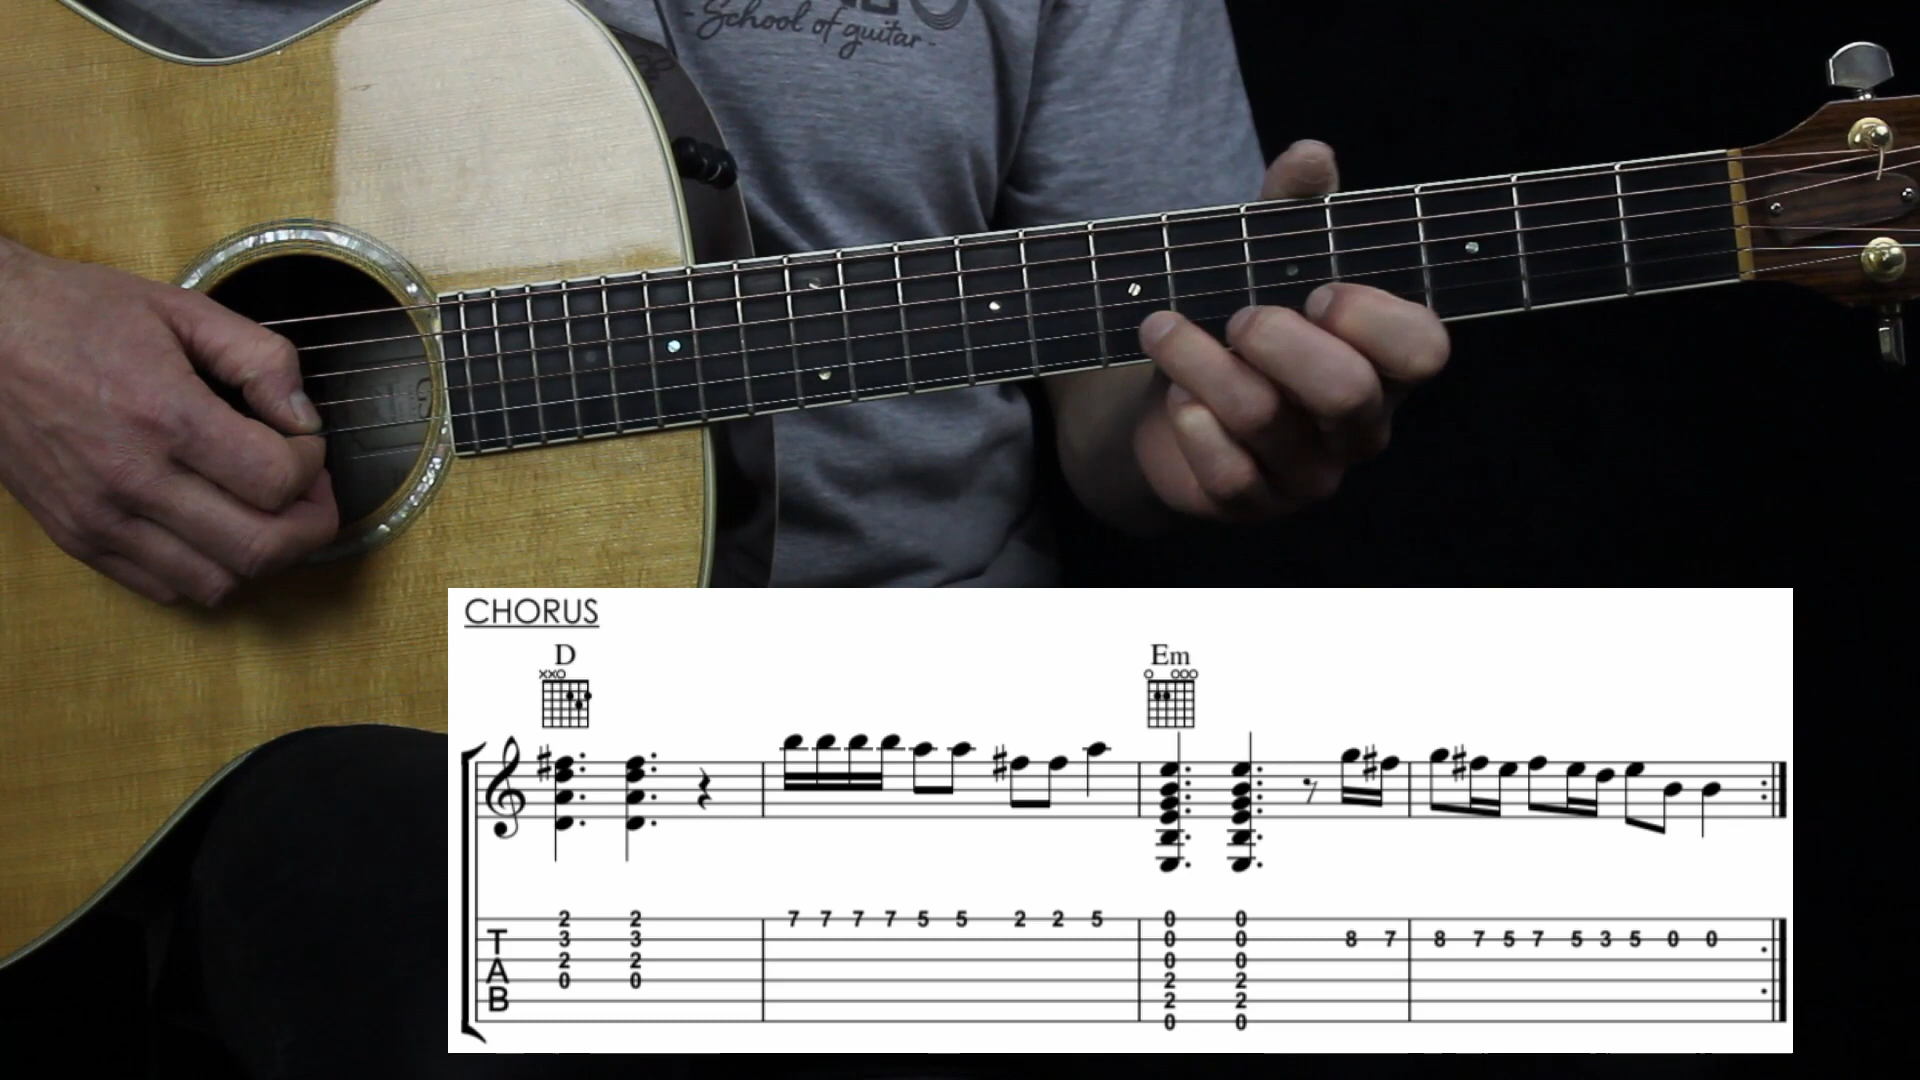 - School of guitar -
CHORUS
D Em
xxo o ooo
2 2 7 7 7 7 5 5 2 2 5 0 0
T 3 3 0 0 8 7 8 7 5 7 5 3 5 0 0
2 2 0 0
A 0 0 2 2
B 2 2
0 0